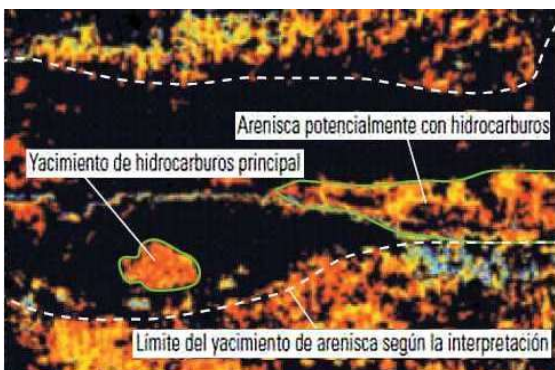 Arenisca potencialmente con hidrocarburos
Yacimiento de hidrocarburos principal
Límite del yacimiento de arenisca según la interpretación